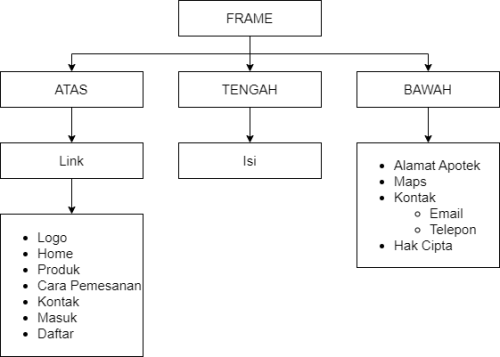 FRAME
ATAS
TENGAH
BAWAH
Link
Isi
Alamat Apotek
Maps
Kontak
Email
Telepon
Hak Cipta
Logo
Home
Produk
Cara Pemesanan
Kontak
Masuk
Daftar